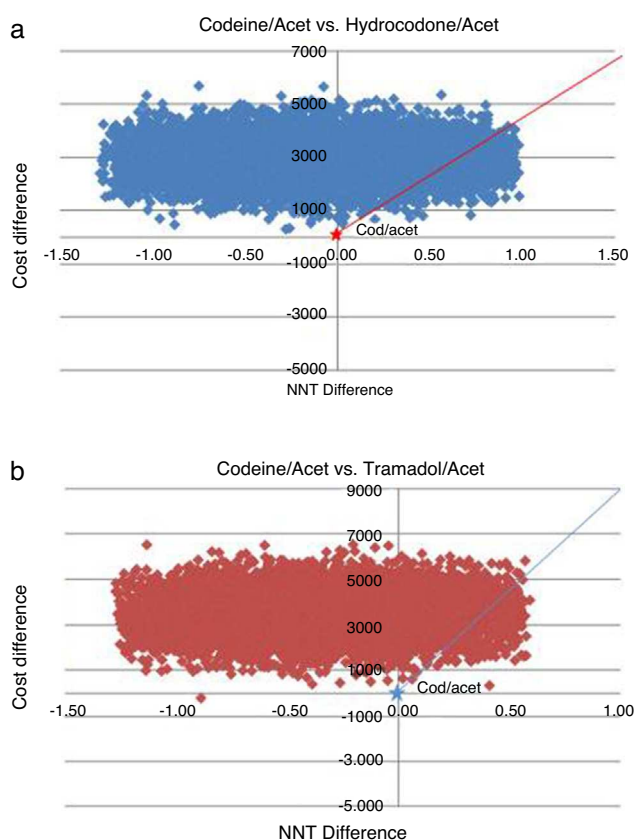 a
Codeine/Acet vs. Hydrocodone/Acet
7000
5000
3000
1000
Cod/acet
-1.50 -1.00 -0.50 0.00 0.50 1.00 1.50
-1000
-3000
-5000
Cost difference
NNT Difference
b
Codeine/Acet vs. Tramadol/Acet
9000
7000
5000
3000
1000
Cod/acet
-1.50 -1.00 -0.50 0.00 0.50 1.00
-1000
-3.000
-5.000
Cost difference
NNT Difference